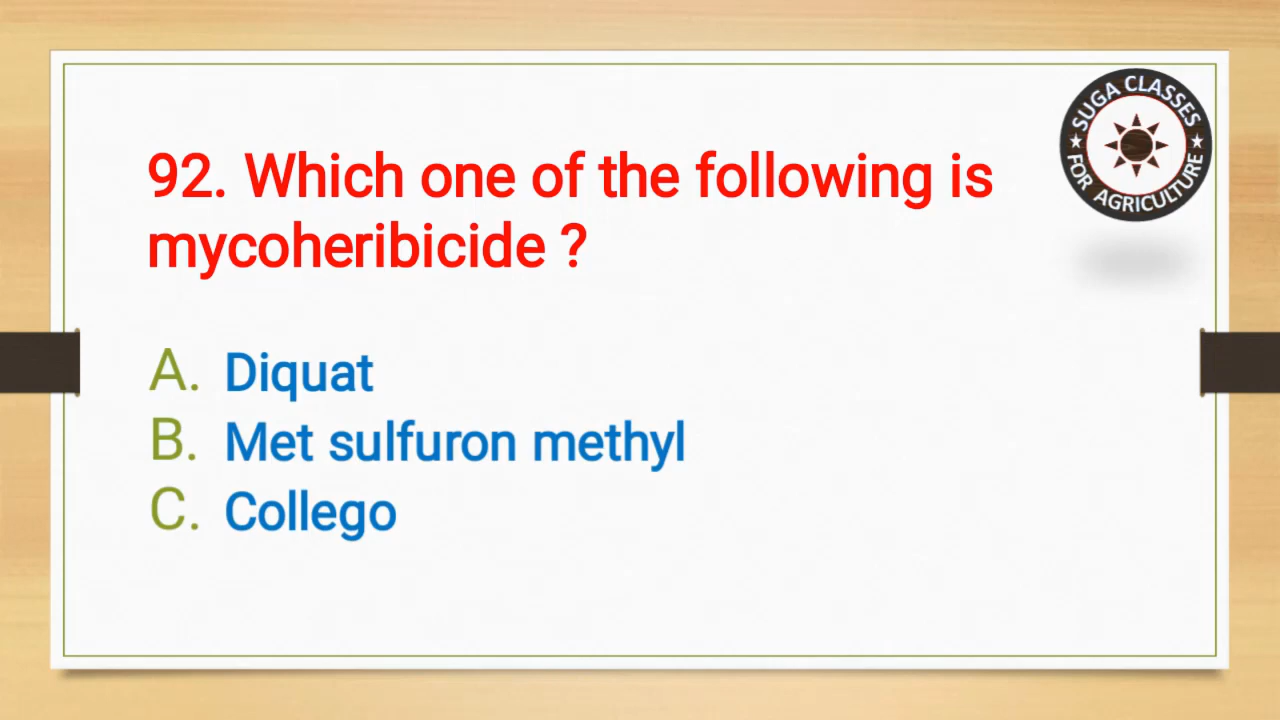 SUGA CLASSES
FOR AGRICULTURE
92. Which one of the following is
mycoheribicide ?
A. Diquat
B. Met sulfuron methyl
C. Collego